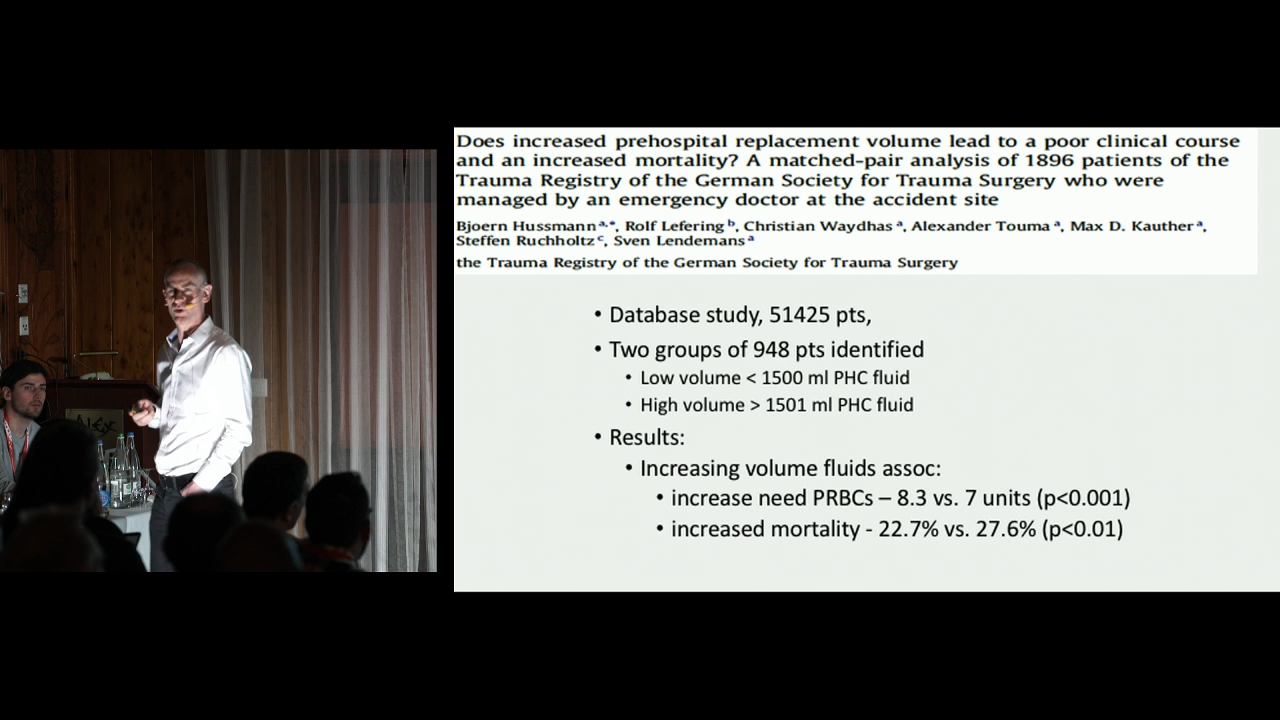 Does increased prehospital replacement volume lead to a poor clinical course
and an increased mortality? A matched-pair analysis of 1896 patients of the
Trauma Registry of the German Society for Trauma Surgery who were
managed by an emergency doctor at the accident site
Bjoern Hussmann a,*, Rolf Lefering b, Christian Waydhas a, Alexander Touma a, Max D. Kauther a,
Steffen Ruchholtz c, Sven Lendemans a
the Trauma Registry of the German Society for Trauma Surgery
• Database study, 51425 pts,
• Two groups of 948 pts identified
• Low volume < 1500 ml PHC fluid
• High volume > 1501 ml PHC fluid
• Results:
• Increasing volume fluids assoc:
• increase need PRBCs – 8.3 vs. 7 units (p<0.001)
• increased mortality - 22.7% vs. 27.6% (p<0.01)